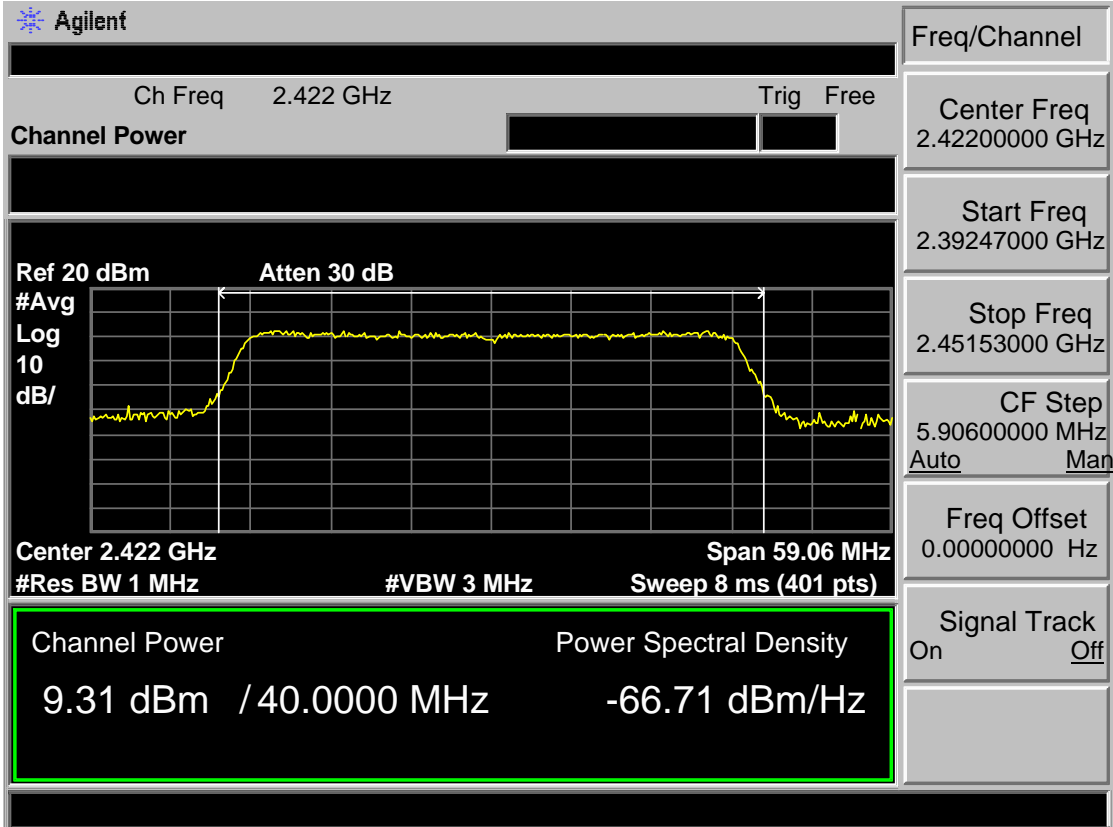 Agilent
Freq/Channel
Ch Freq 2.422 GHz Trig Free
Channel Power
Center Freq
2.42200000 GHz
Start Freq
2.39247000 GHz
Stop Freq
2.45153000 GHz
CF Step
5.90600000 MHz
Auto Man
Freq Offset
0.00000000 Hz
Signal Track
On Off
Ref 20 dBm Atten 30 dB
#Avg
Log
10
dB/
Center 2.422 GHz Span 59.06 MHz
#Res BW 1 MHz #VBW 3 MHz Sweep 8 ms (401 pts)
Channel Power Power Spectral Density
9.31 dBm / 40.0000 MHz -66.71 dBm/Hz